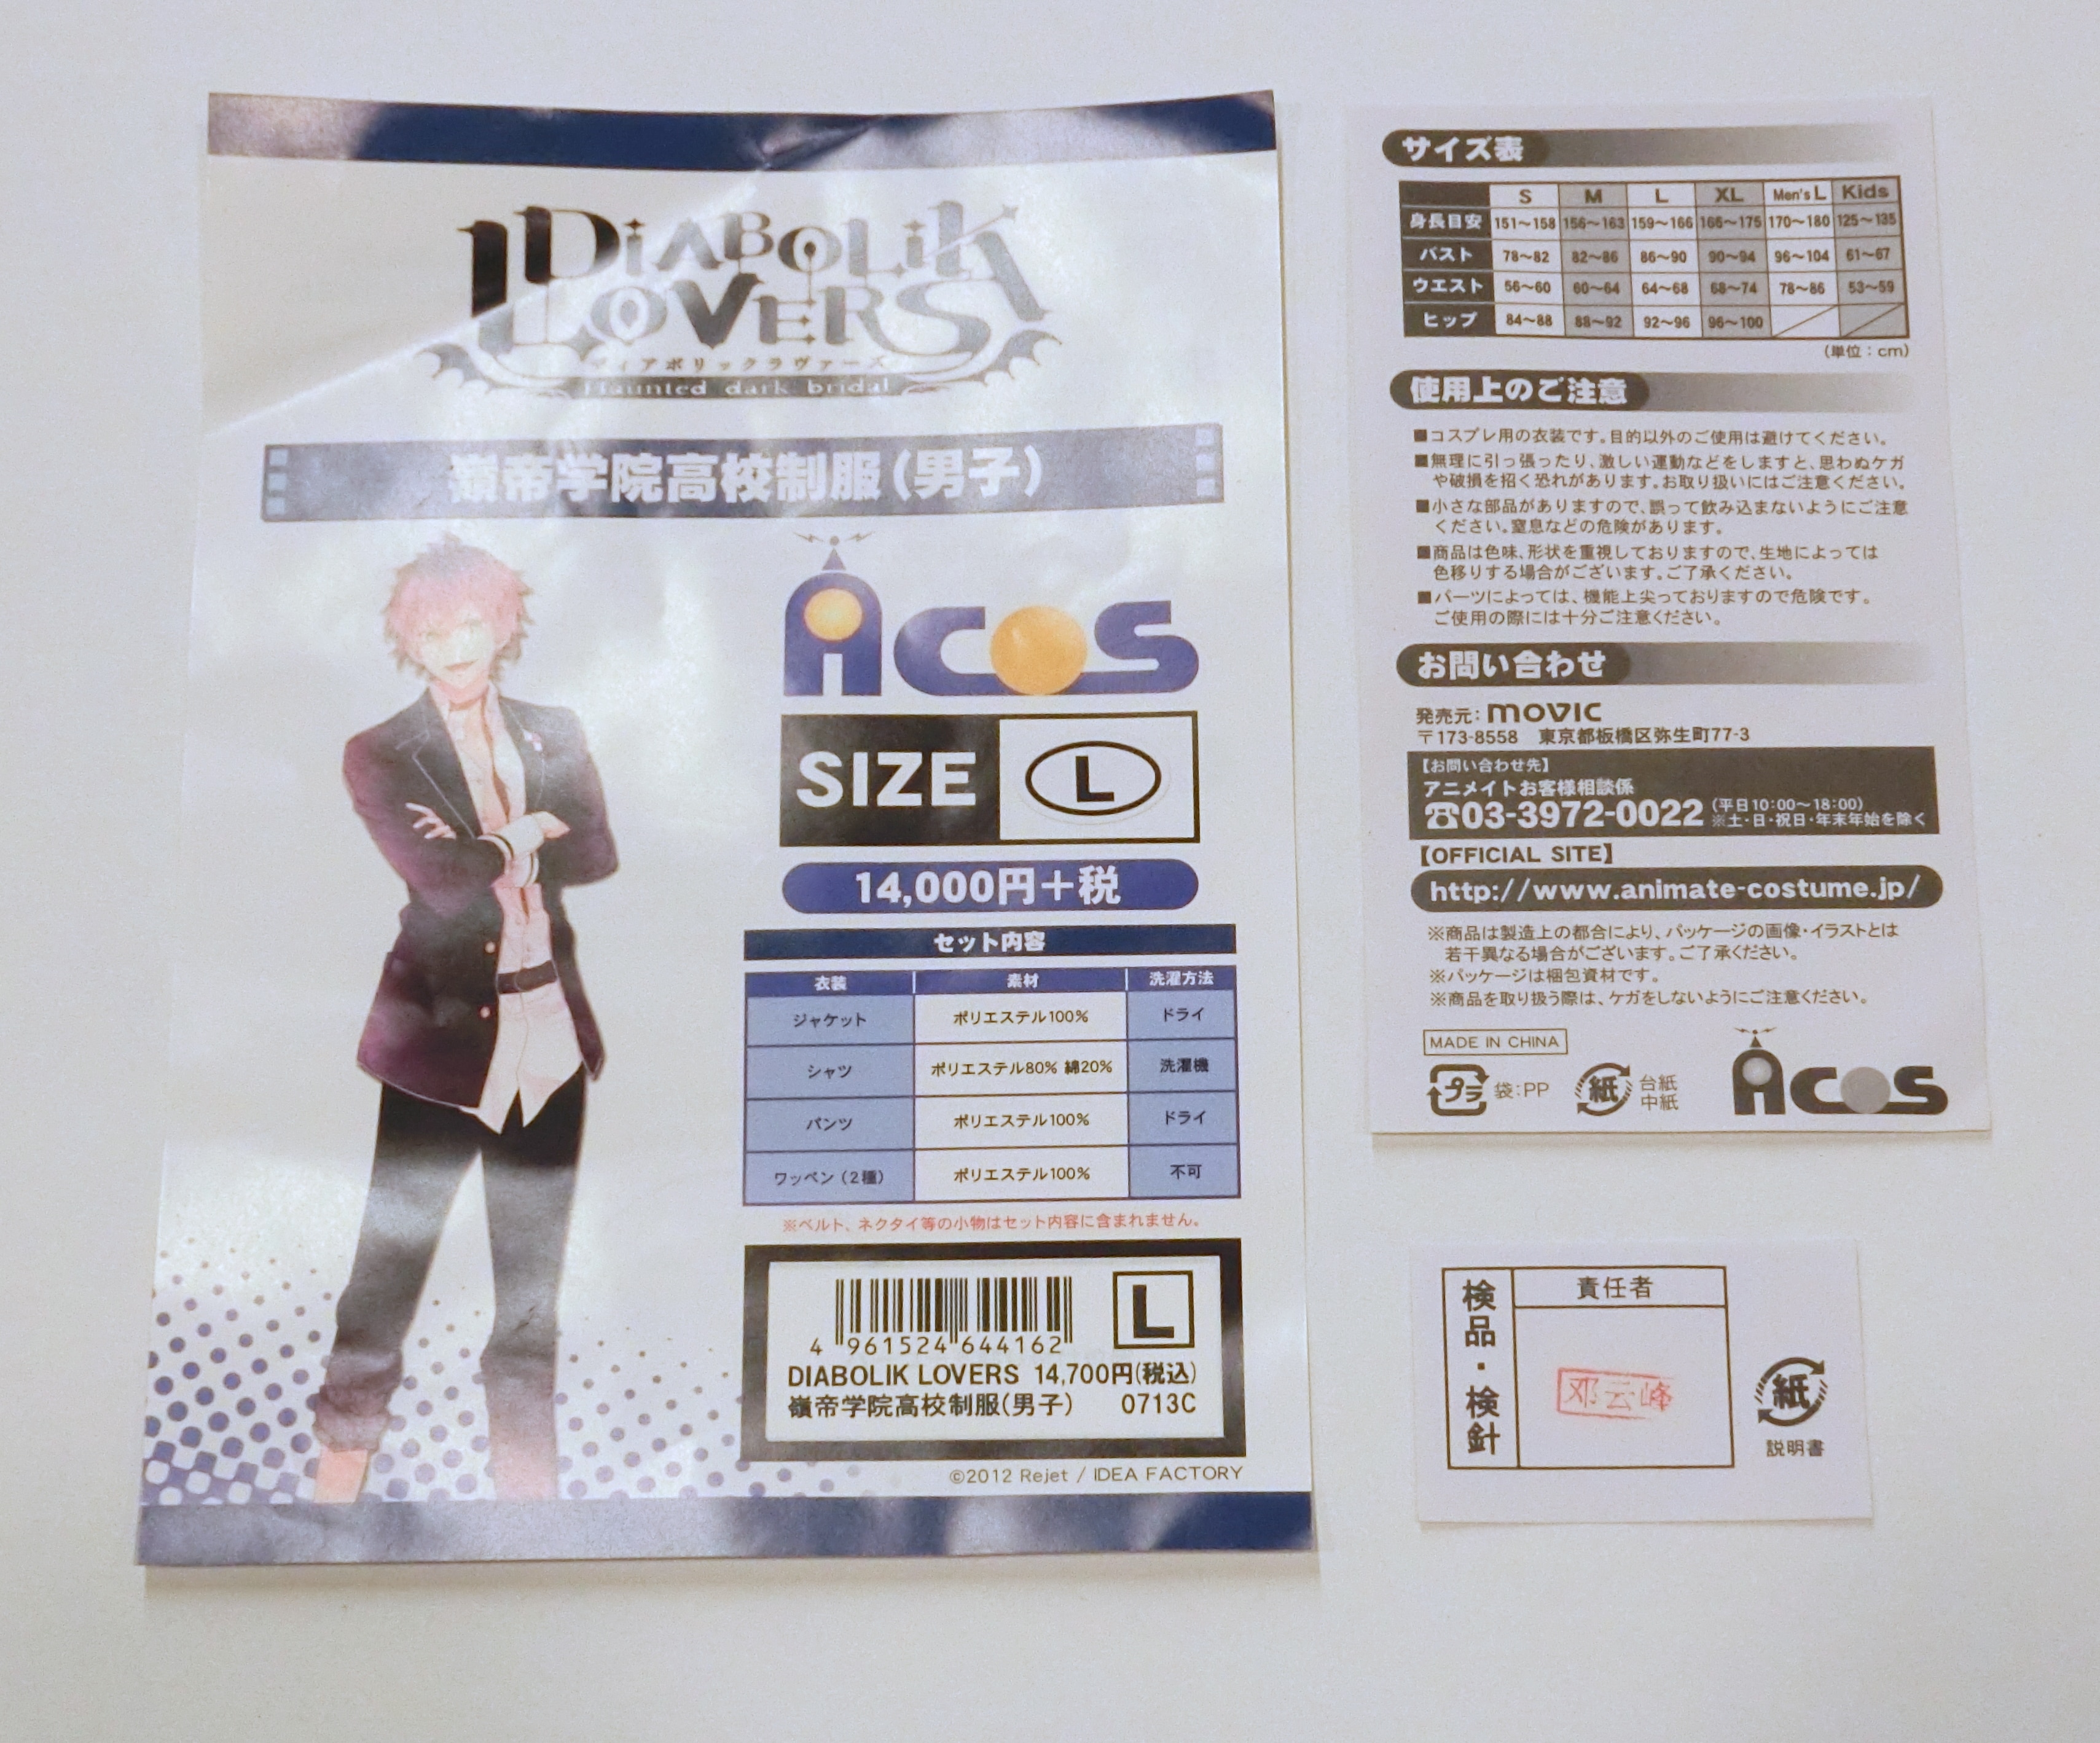 DIABOLIK
LOVERS
ディアボリックラヴァーズ
Haunted dark bridal
嶺帝学院高校制服(男子)
ACOS
SIZE L
14,000円+税
セット内容
衣装 素材 洗濯方法
ジャケット ポリエステル100% ドライ
シャツ ポリエステル80% 綿20% 洗濯機
パンツ ポリエステル100% ドライ
ワッペン(2種) ポリエステル100% 不可
※ベルト、ネクタイ等の小物はセット内容に含まれません。
L
4 961524 644162
DIABOLIK LOVERS 14,700円(税込)
嶺帝学院高校制服(男子) 0713C
©2012 Rejet / IDEA FACTORY
サイズ表
S M L XL Men's L Kids
身長目安 151～158 156～163 159～166 166～175 170～180 125～135
バスト 78～82 82～86 86～90 90～94 96～104 61～67
ウエスト 56～60 60～64 64～68 68～74 78～86 53～59
ヒップ 84～88 88～92 92～96 96～100
(単位：cm)
使用上のご注意
■コスプレ用の衣装です。目的以外のご使用は避けてください。
■無理に引っ張ったり、激しい運動などをしますと、思わぬケガ
や破損を招く恐れがあります。お取り扱いにはご注意ください。
■小さな部品がありますので、誤って飲み込まないようにご注意
ください。窒息などの危険があります。
■商品は色味、形状を重視しておりますので、生地によっては
色移りする場合がございます。ご了承ください。
■パーツによっては、機能上尖っておりますので危険です。
ご使用の際には十分ご注意ください。
お問い合わせ
発売元：movic
〒173-8558 東京都板橋区弥生町77-3
【お問い合わせ先】
アニメイトお客様相談係
☎03-3972-0022 (平日10:00～18:00)
※土・日・祝日・年末年始を除く
【OFFICIAL SITE】
http://www.animate-costume.jp/
※商品は製造上の都合により、パッケージの画像・イラストとは
若干異なる場合がございます。ご了承ください。
※パッケージは梱包資材です。
※商品を取り扱う際は、ケガをしないようにご注意ください。
MADE IN CHINA
プラ 袋：PP 紙 台紙
中紙
ACOS
検品・検針
責任者
邓云峰
紙
説明書